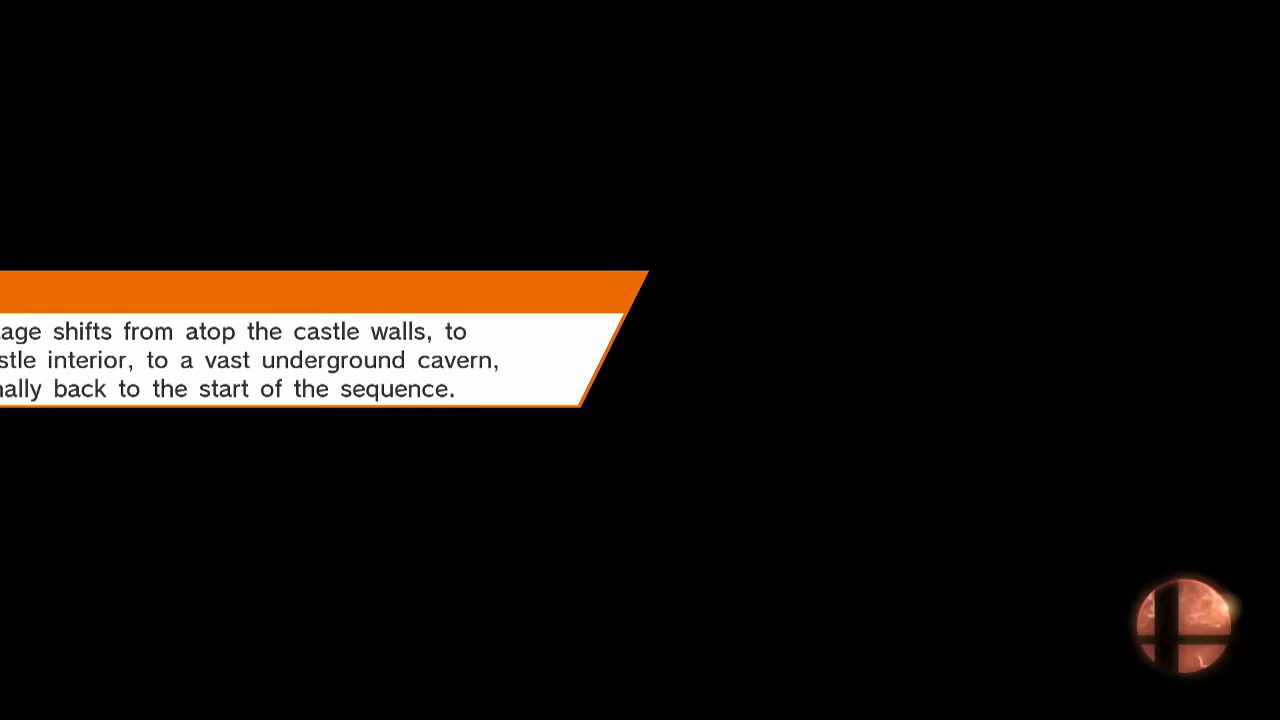 age shifts from atop the castle walls, to
stle interior, to a vast underground cavern,
nally back to the start of the sequence.